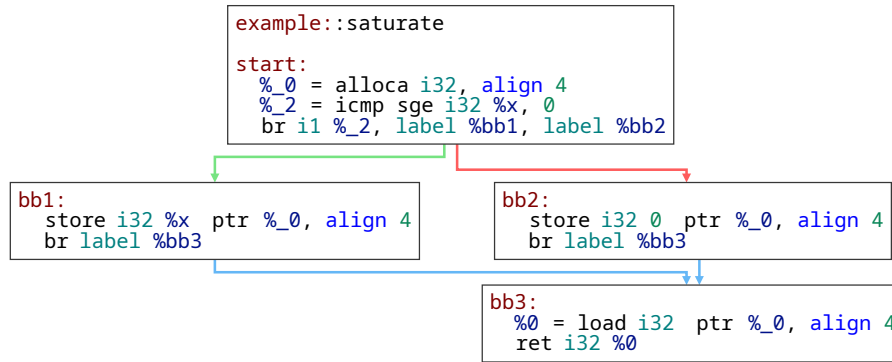 example::saturate
start:
%_0 = alloca i32, align 4
%_2 = icmp sge i32 %x, 0
br i1 %_2, label %bb1, label %bb2
bb1:
store i32 %x  ptr %_0, align 4
br label %bb3
bb2:
store i32 0  ptr %_0, align 4
br label %bb3
bb3:
%0 = load i32  ptr %_0, align 4
ret i32 %0